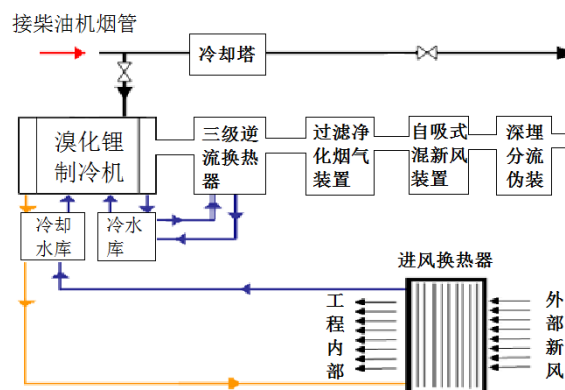 接柴油机烟管
冷却塔
溴化锂
制冷机
三级逆
流换热
器
过滤净
化烟气
装置
自吸式
混新风
装置
深埋
分流
伪装
冷却
水库
冷水
库
进风换热器
工程内部
外部新风